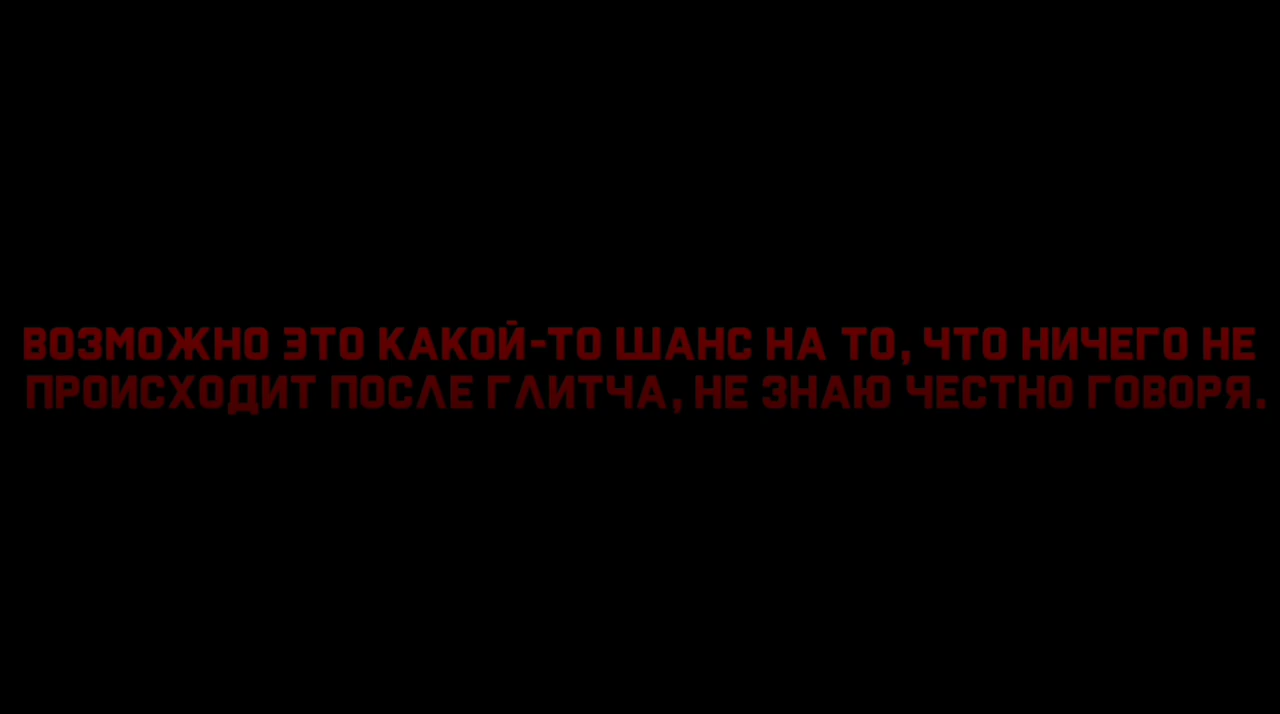 ВОЗМОЖНО ЭТО КАКОЙ-ТО ШАНС НА ТО, ЧТО НИЧЕГО НЕ
ПРОИСХОДИТ ПОСЛЕ ГЛИТЧА, НЕ ЗНАЮ ЧЕСТНО ГОВОРЯ.